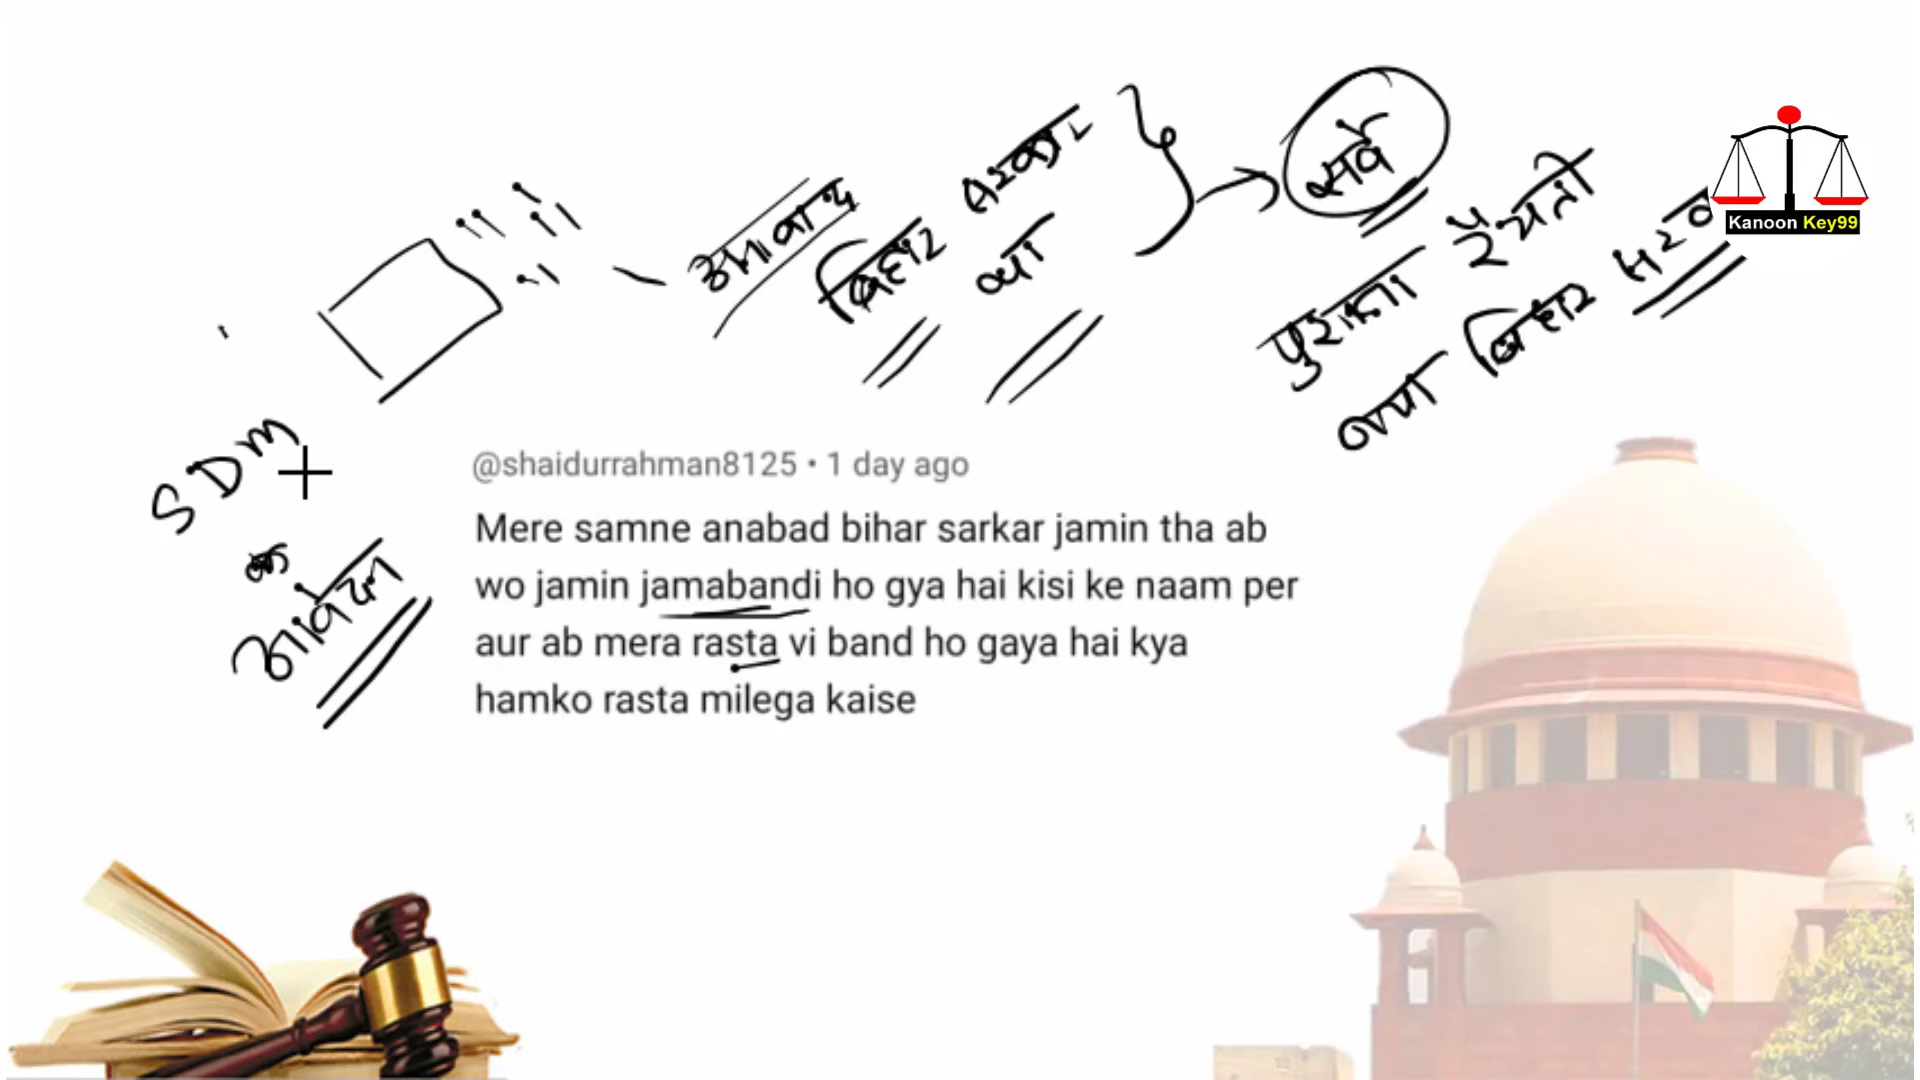 अनाबाद
बिहार सरकार
था
सर्वे
पुराना रैयती
नया बिहार सरका
Kanoon Key99
SDM
को
आवेदन
@shaidurrahman8125 • 1 day ago
Mere samne anabad bihar sarkar jamin tha ab
wo jamin jamabandi ho gya hai kisi ke naam per
aur ab mera rasta vi band ho gaya hai kya
hamko rasta milega kaise